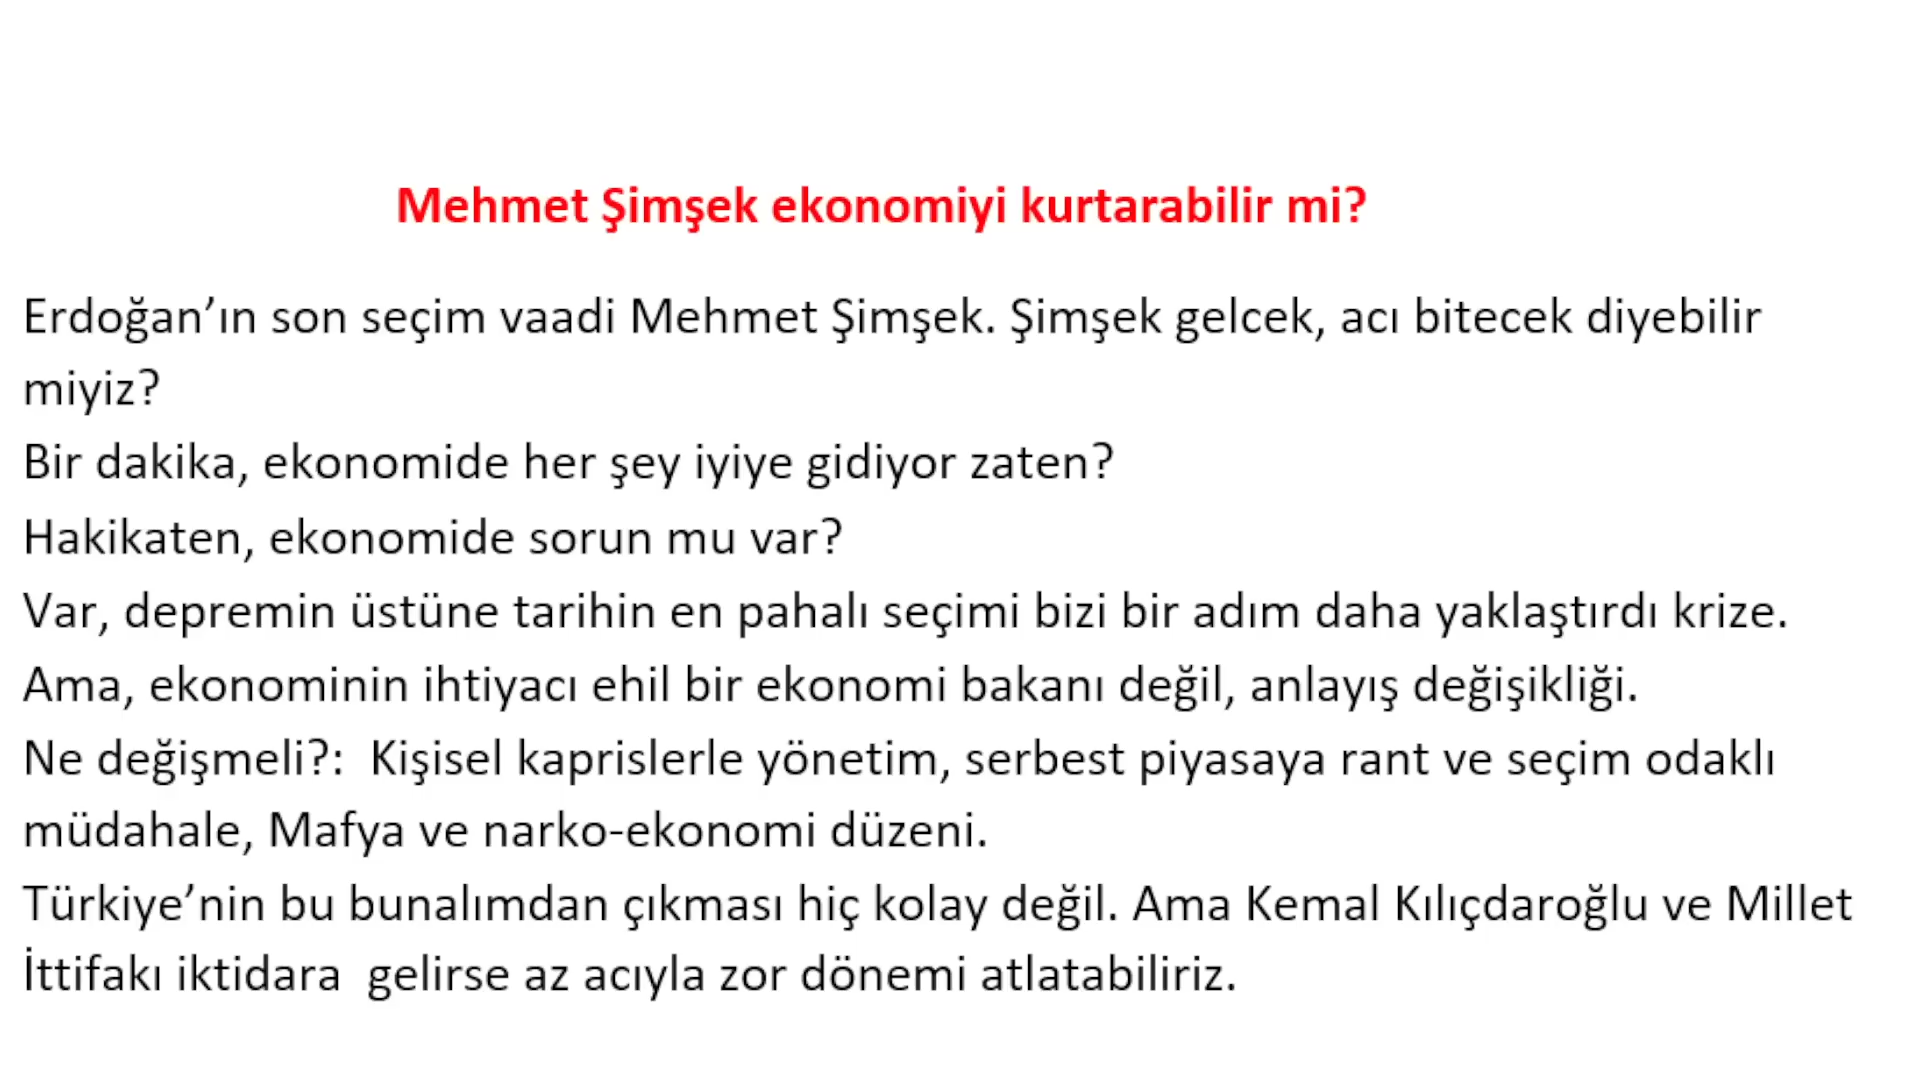 Mehmet Şimşek ekonomiyi kurtarabilir mi?
Erdoğan’ın son seçim vaadi Mehmet Şimşek. Şimşek gelcek, acı bitecek diyebilir
miyiz?
Bir dakika, ekonomide her şey iyiye gidiyor zaten?
Hakikaten, ekonomide sorun mu var?
Var, depremin üstüne tarihin en pahalı seçimi bizi bir adım daha yaklaştırdı krize.
Ama, ekonominin ihtiyacı ehil bir ekonomi bakanı değil, anlayış değişikliği.
Ne değişmeli?:  Kişisel kaprislerle yönetim, serbest piyasaya rant ve seçim odaklı
müdahale, Mafya ve narko-ekonomi düzeni.
Türkiye’nin bu bunalımdan çıkması hiç kolay değil. Ama Kemal Kılıçdaroğlu ve Millet
İttifakı iktidara  gelirse az acıyla zor dönemi atlatabiliriz.